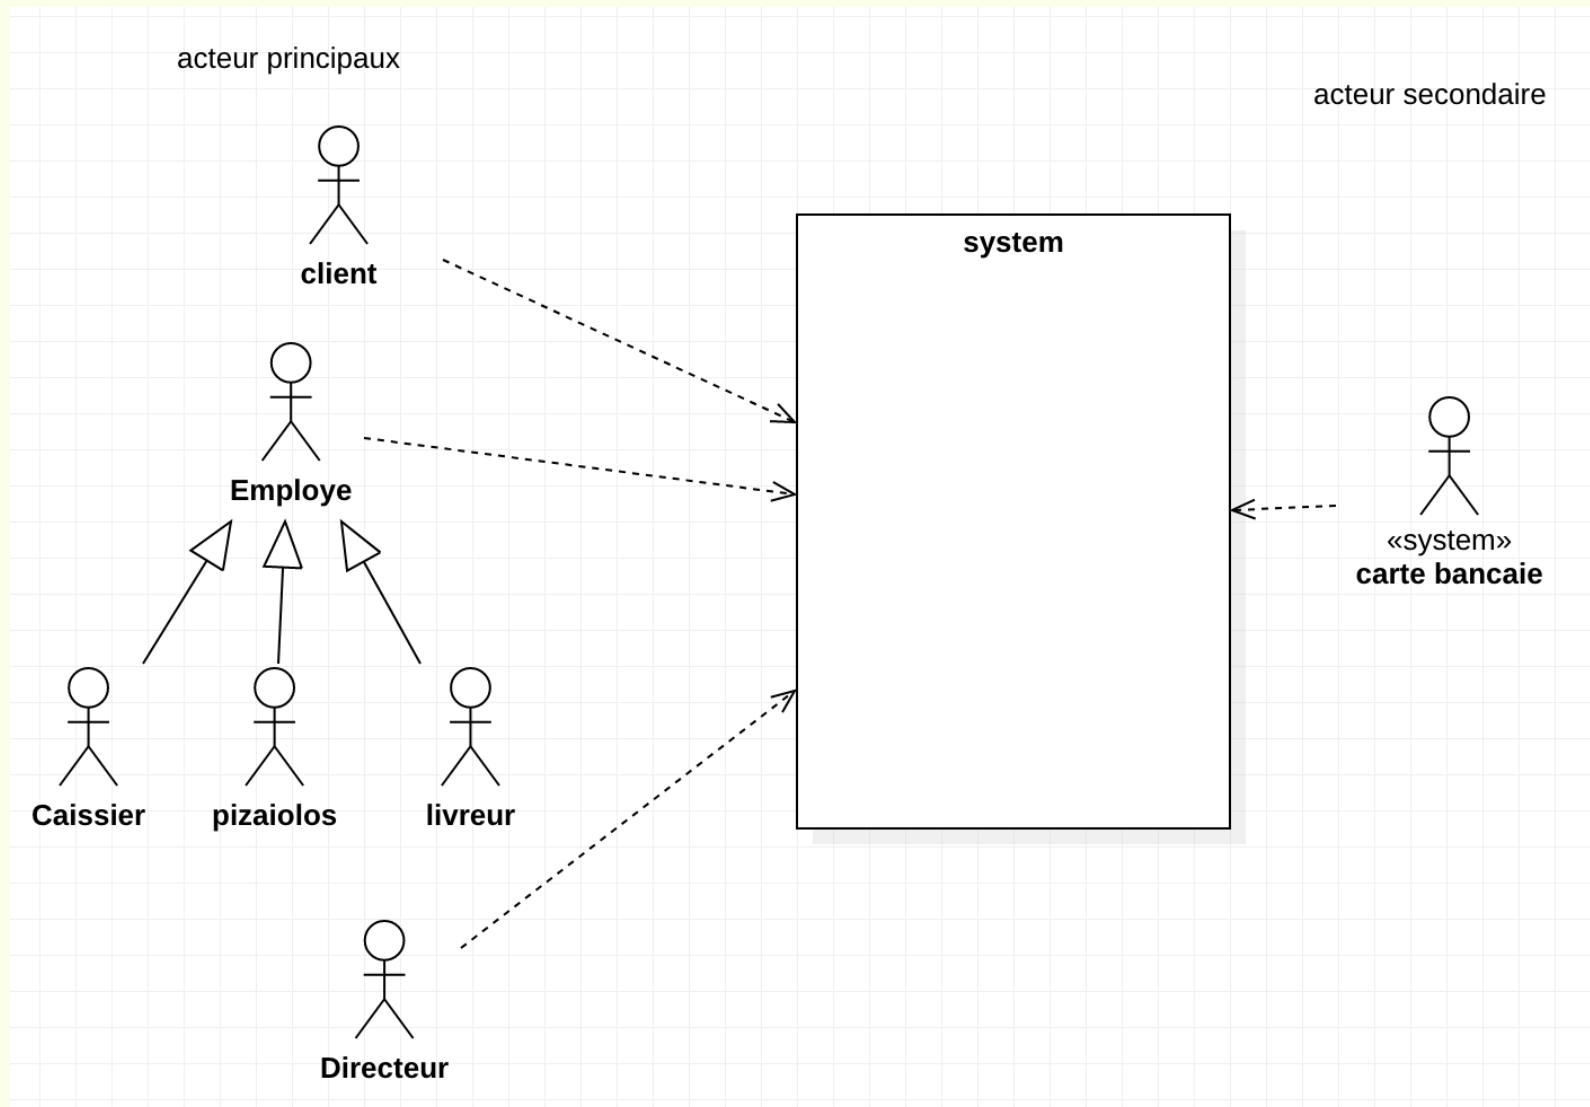 acteur principaux
acteur secondaire
client
system
Employe
«system»
carte bancaie
Caissier
pizaiolos
livreur
Directeur